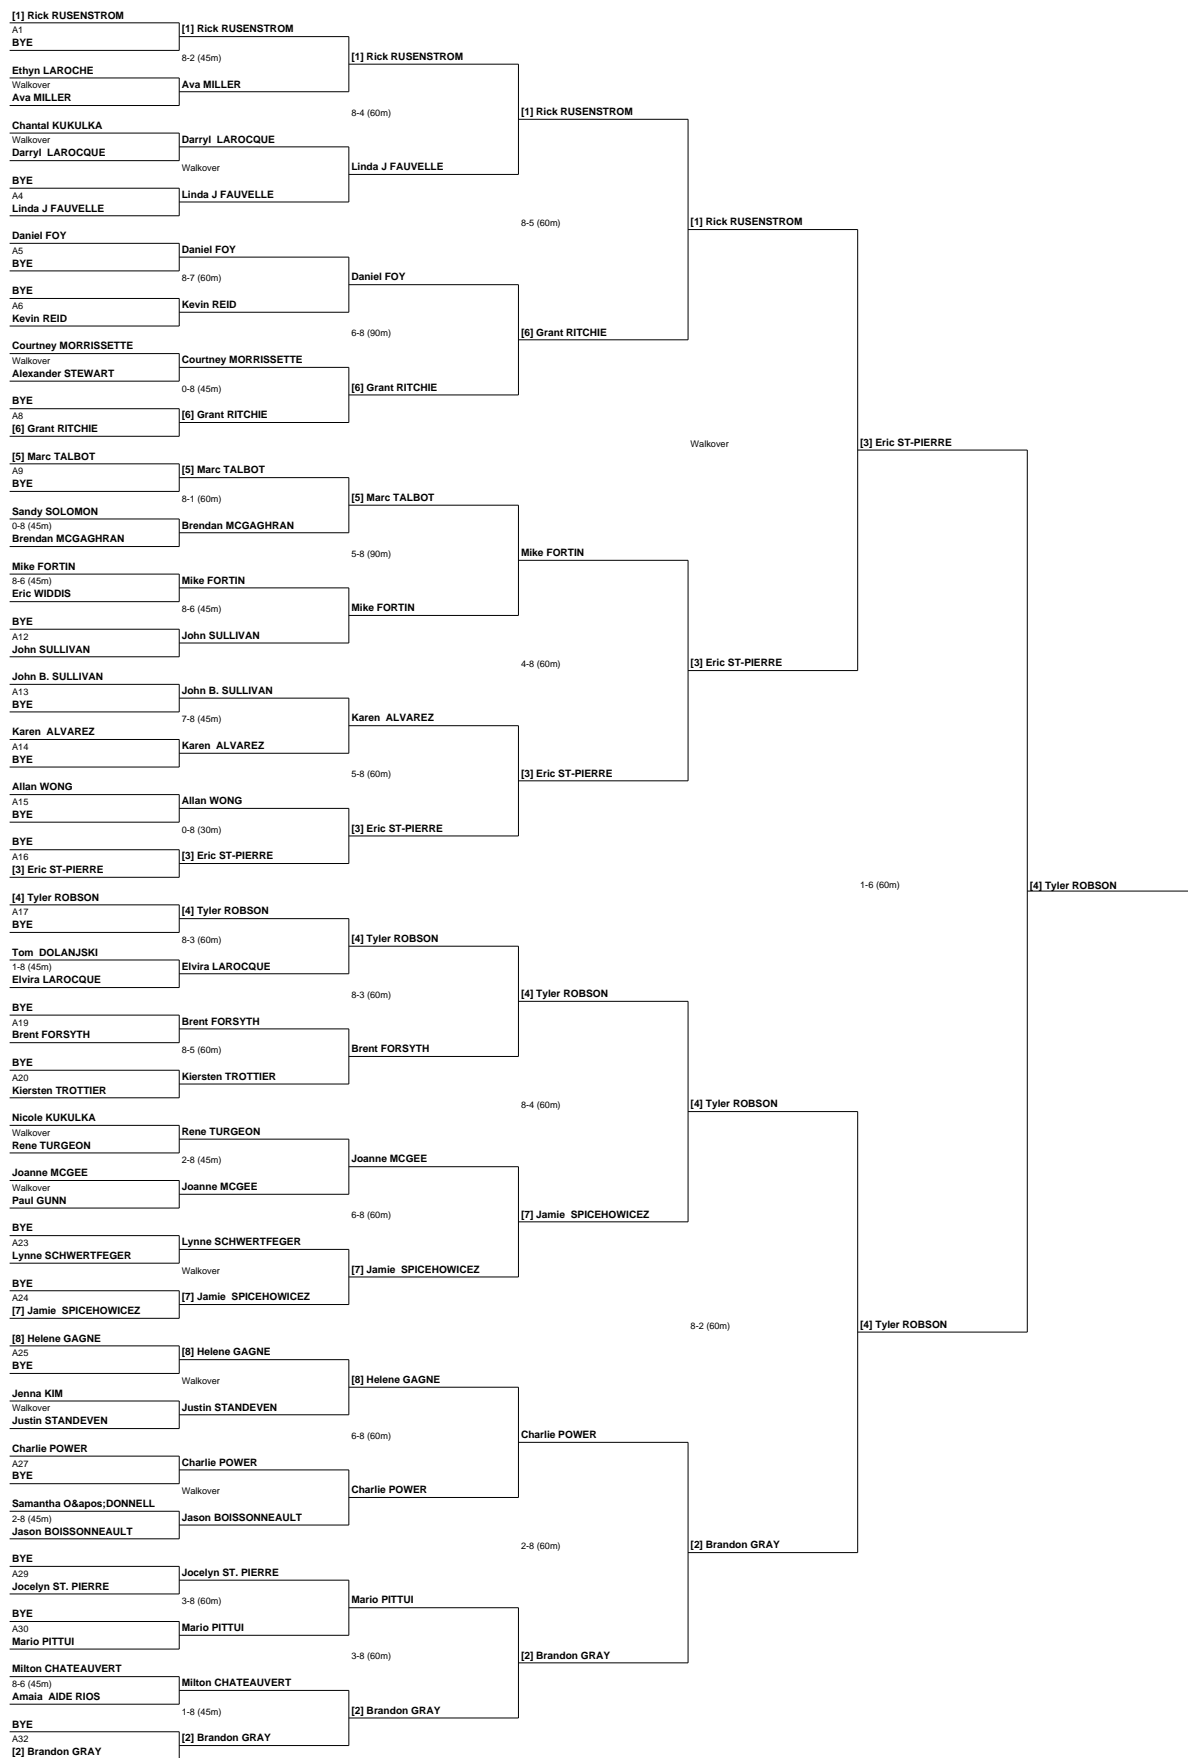 [1] Rick RUSENSTROM
A1
BYE
Ethyn LAROCHE
Walkover
Ava MILLER
Chantal KUKULKA
Walkover
Darryl LAROCQUE
BYE
A4
Linda J FAUVELLE
Daniel FOY
A5
BYE
BYE
A6
Kevin REID
Courtney MORRISSETTE
Walkover
Alexander STEWART
BYE
A8
[6] Grant RITCHIE
[5] Marc TALBOT
A9
BYE
Sandy SOLOMON
0-8 (45m)
Brendan MCGAGHRAN
Mike FORTIN
8-6 (45m)
Eric WIDDIS
BYE
A12
John SULLIVAN
John B. SULLIVAN
A13
BYE
Karen ALVAREZ
A14
BYE
Allan WONG
A15
BYE
BYE
A16
[3] Eric ST-PIERRE
[4] Tyler ROBSON
A17
BYE
Tom DOLANJSKI
1-8 (45m)
Elvira LAROCQUE
BYE
A19
Brent FORSYTH
BYE
A20
Kiersten TROTTIER
Nicole KUKULKA
Walkover
Rene TURGEON
Joanne MCGEE
Walkover
Paul GUNN
BYE
A23
Lynne SCHWERTFEGER
BYE
A24
[7] Jamie SPICEHOWICEZ
[8] Helene GAGNE
A25
BYE
Jenna KIM
Walkover
Justin STANDEVEN
Charlie POWER
A27
BYE
Samantha O&apos;DONNELL
2-8 (45m)
Jason BOISSONNEAULT
BYE
A29
Jocelyn ST. PIERRE
BYE
A30
Mario PITTUI
Milton CHATEAUVERT
8-6 (45m)
Amaia AIDE RIOS
BYE
A32
[2] Brandon GRAY
[1] Rick RUSENSTROM
8-2 (45m)
Ava MILLER
Darryl LAROCQUE
Walkover
Linda J FAUVELLE
Daniel FOY
8-7 (60m)
Kevin REID
Courtney MORRISSETTE
0-8 (45m)
[6] Grant RITCHIE
[5] Marc TALBOT
8-1 (60m)
Brendan MCGAGHRAN
Mike FORTIN
8-6 (45m)
John SULLIVAN
John B. SULLIVAN
7-8 (45m)
Karen ALVAREZ
Allan WONG
0-8 (30m)
[3] Eric ST-PIERRE
[4] Tyler ROBSON
8-3 (60m)
Elvira LAROCQUE
Brent FORSYTH
8-5 (60m)
Kiersten TROTTIER
Rene TURGEON
2-8 (45m)
Joanne MCGEE
Lynne SCHWERTFEGER
Walkover
[7] Jamie SPICEHOWICEZ
[8] Helene GAGNE
Walkover
Justin STANDEVEN
Charlie POWER
Walkover
Jason BOISSONNEAULT
Jocelyn ST. PIERRE
3-8 (60m)
Mario PITTUI
Milton CHATEAUVERT
1-8 (45m)
[2] Brandon GRAY
[1] Rick RUSENSTROM
8-4 (60m)
Linda J FAUVELLE
Daniel FOY
6-8 (90m)
[6] Grant RITCHIE
[5] Marc TALBOT
5-8 (90m)
Mike FORTIN
Karen ALVAREZ
5-8 (60m)
[3] Eric ST-PIERRE
[4] Tyler ROBSON
8-3 (60m)
Brent FORSYTH
Joanne MCGEE
6-8 (60m)
[7] Jamie SPICEHOWICEZ
[8] Helene GAGNE
6-8 (60m)
Charlie POWER
Mario PITTUI
3-8 (60m)
[2] Brandon GRAY
[1] Rick RUSENSTROM
8-5 (60m)
[6] Grant RITCHIE
Mike FORTIN
4-8 (60m)
[3] Eric ST-PIERRE
[4] Tyler ROBSON
8-4 (60m)
[7] Jamie SPICEHOWICEZ
Charlie POWER
2-8 (60m)
[2] Brandon GRAY
[1] Rick RUSENSTROM
Walkover
[3] Eric ST-PIERRE
[4] Tyler ROBSON
8-2 (60m)
[2] Brandon GRAY
[3] Eric ST-PIERRE
1-6 (60m)
[4] Tyler ROBSON
[4] Tyler ROBSON